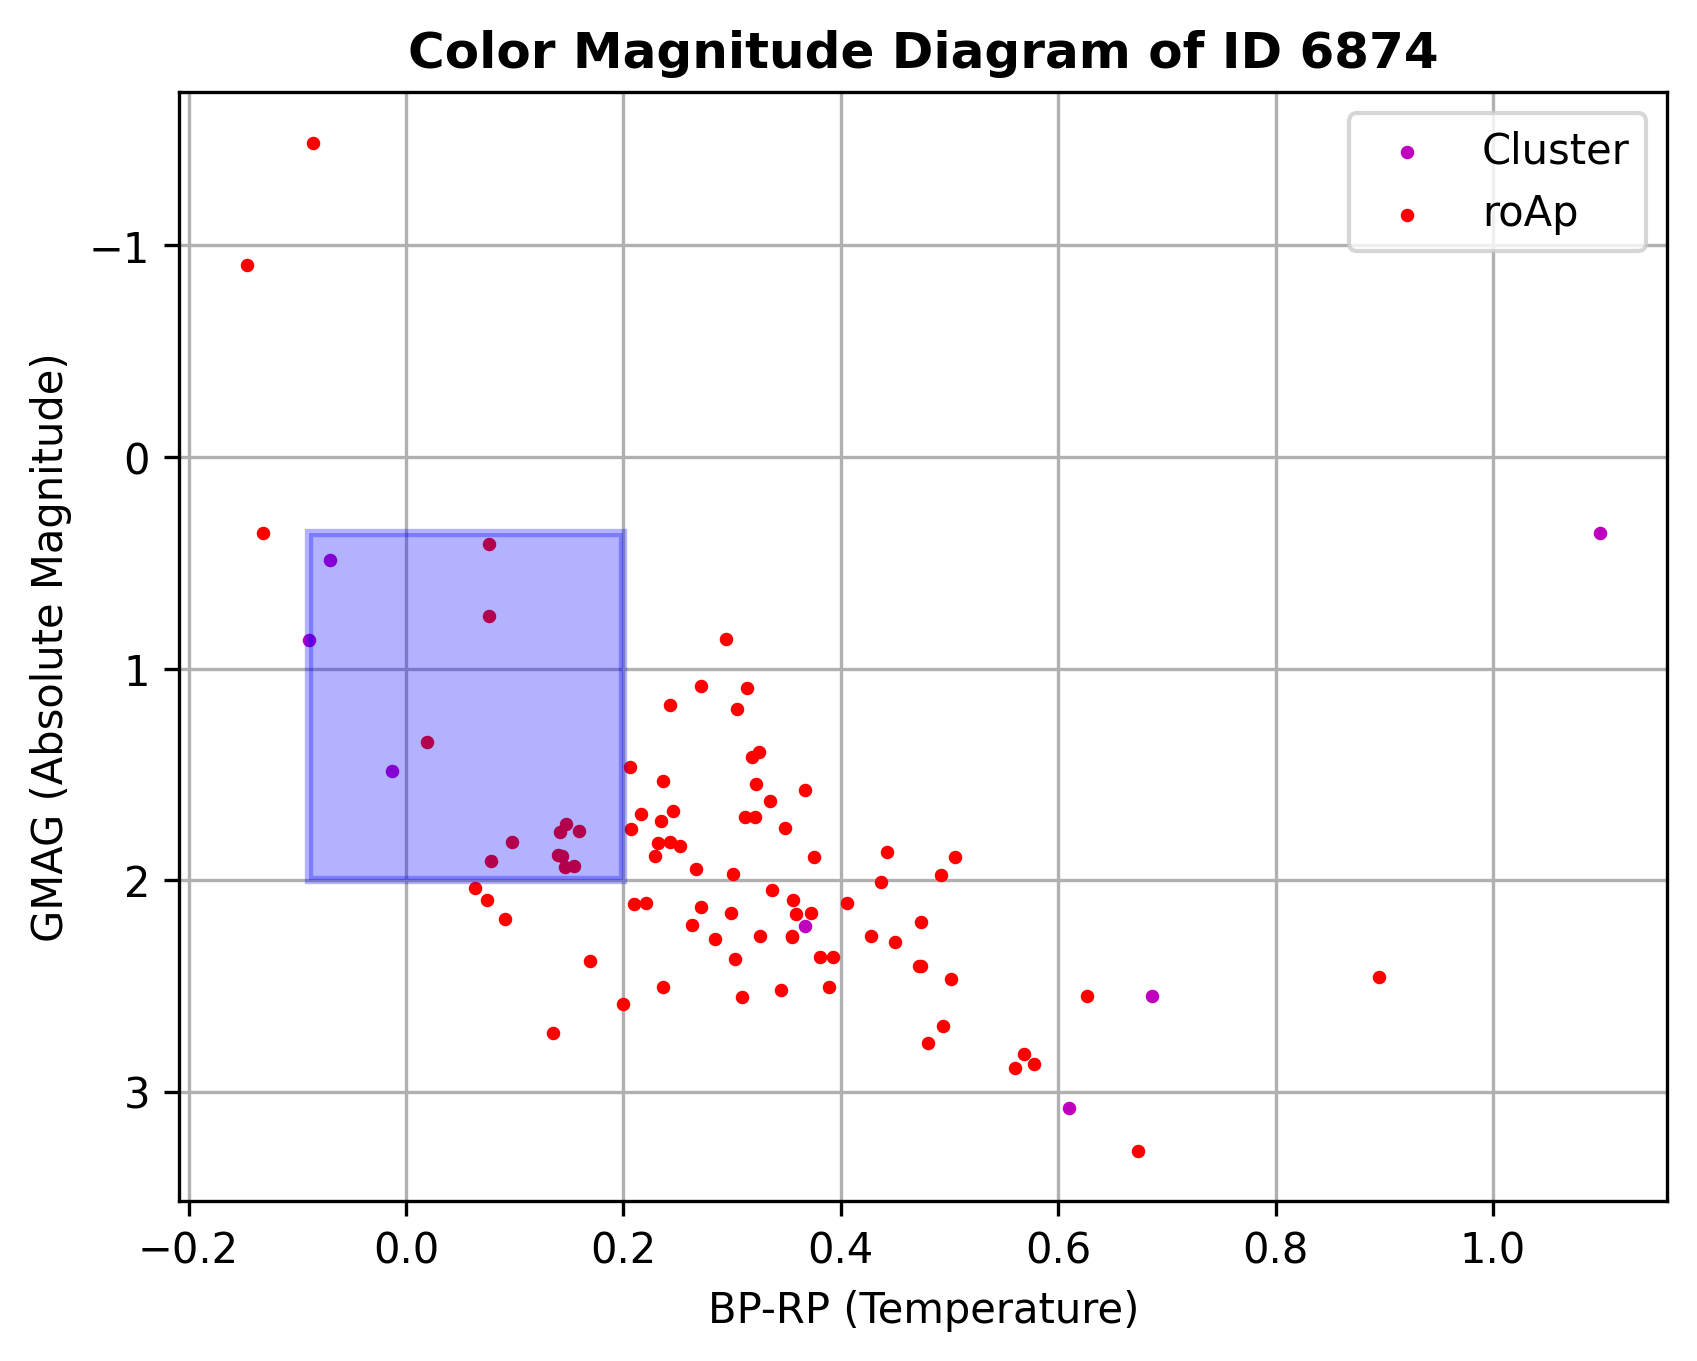 Color Magnitude Diagram of ID 6874
Cluster
roAp
−1
0
1
2
3
GMAG (Absolute Magnitude)
−0.2 0.0 0.2 0.4 0.6 0.8 1.0
BP-RP (Temperature)